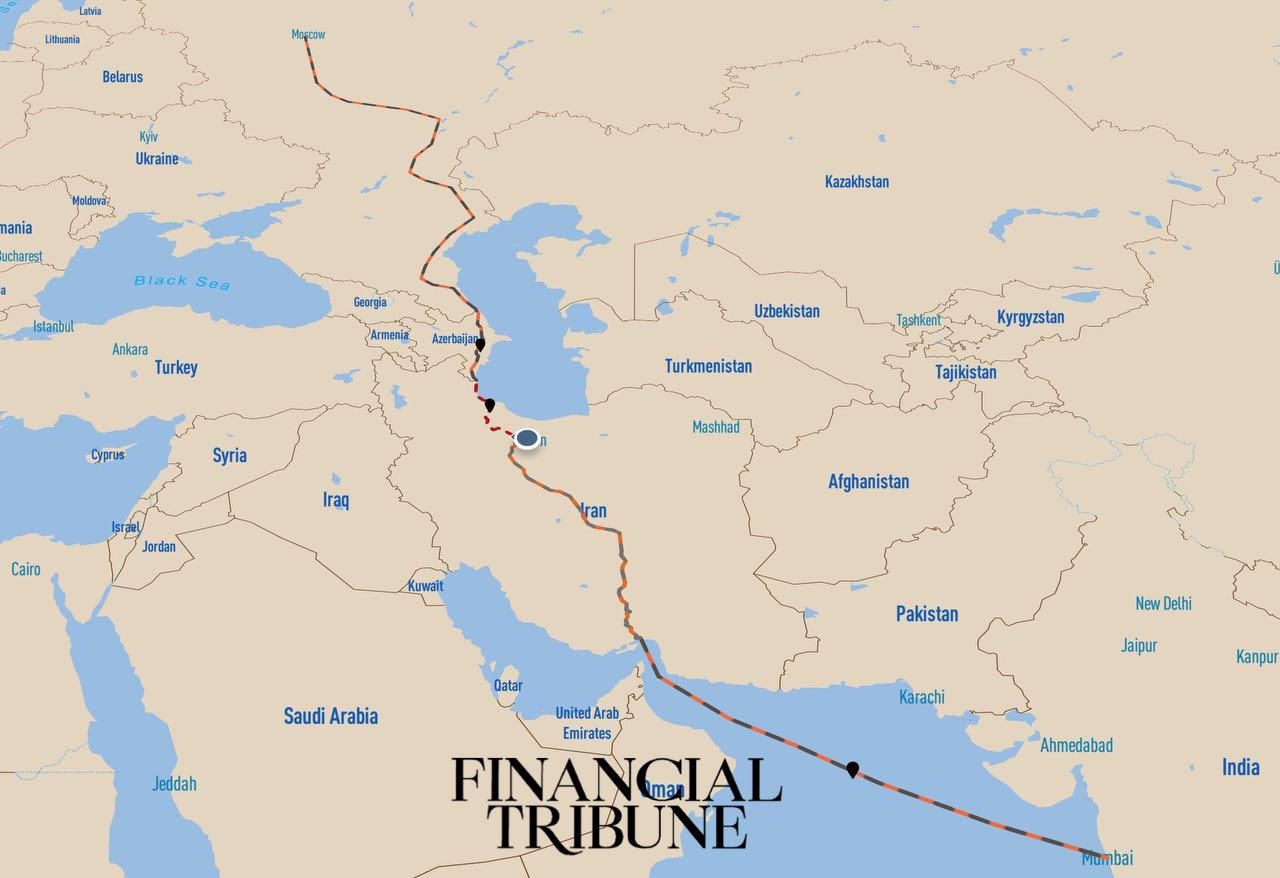 Latvia
Moscow
Lithuania
Belarus
Kyiv
Ukraine
Kazakhstan
Moldova
mania
Bucharest
Black Sea
Georgia
Uzbekistan
Tashkent
Kyrgyzstan
Istanbul
Armenia
Azerbaijan
Ankara
Turkey
Turkmenistan
Tajikistan
Mashhad
Cyprus
Syria
Afghanistan
Iraq
Iran
Israel
Jordan
Cairo
Kuwait
Pakistan
New Delhi
Jaipur
Kanpur
Qatar
Karachi
Saudi Arabia
United Arab
Emirates
Ahmedabad
India
Jeddah
Oman
FINANCIAL
TRIBUNE
Mumbai